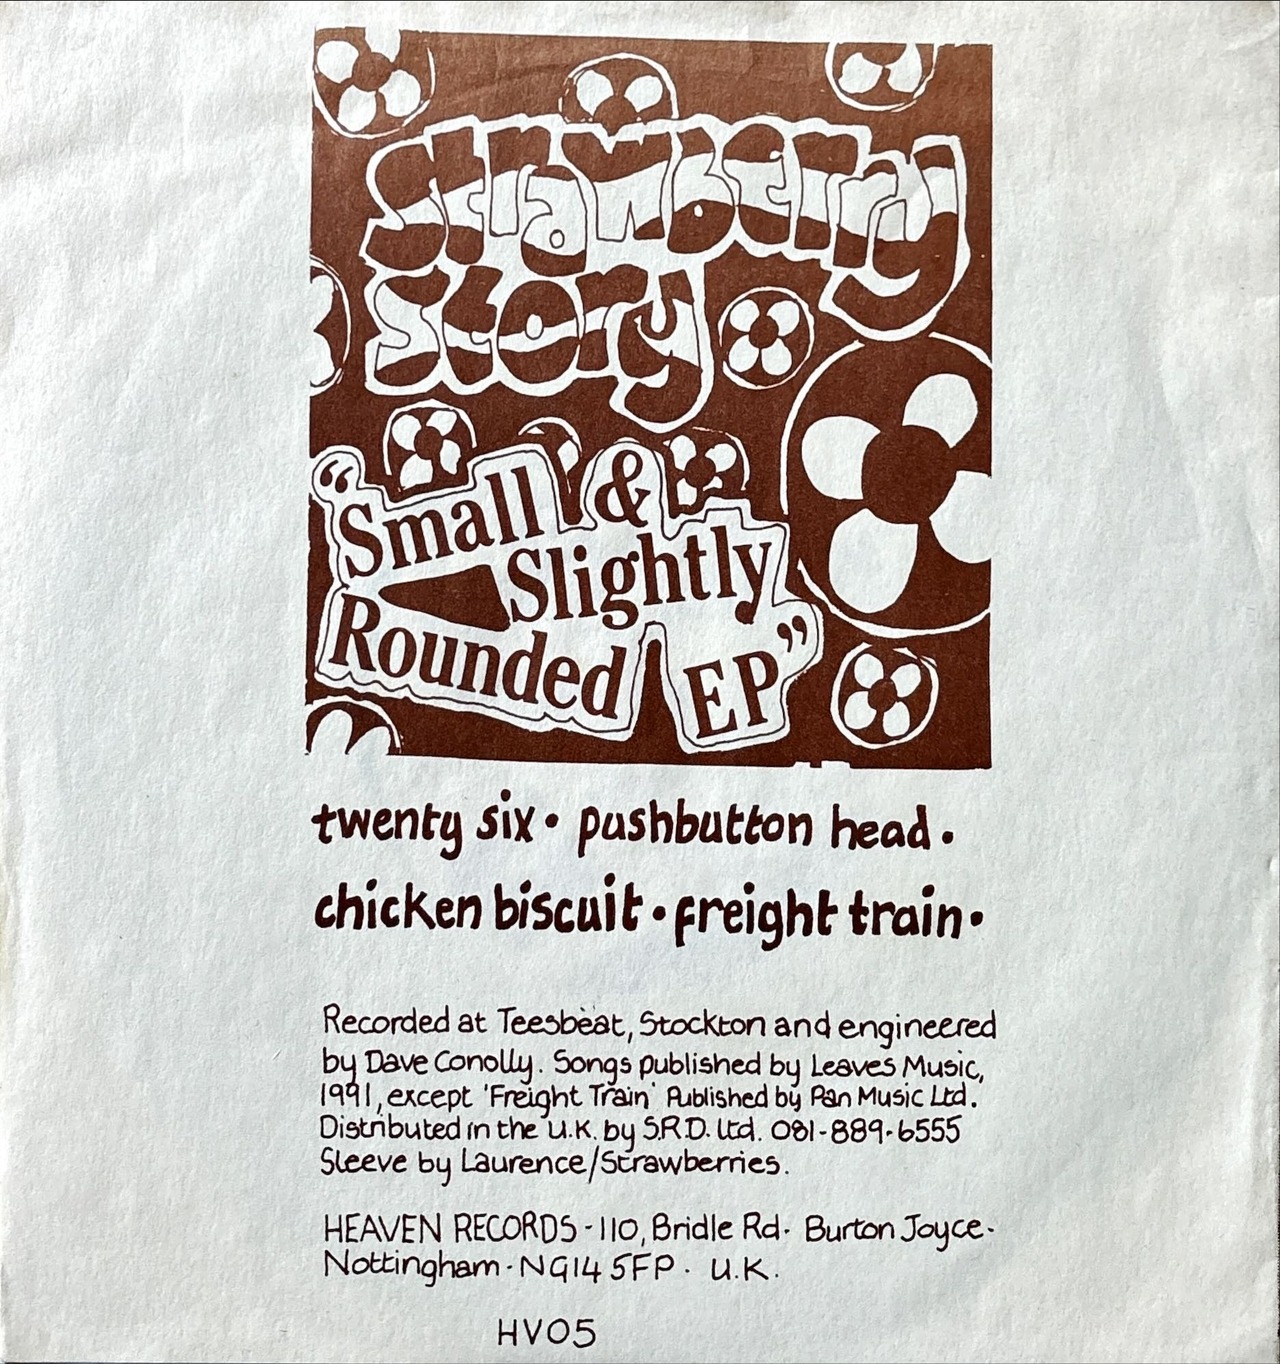 Strawberry
Story
“Small &
Slightly
Rounded EP”
twenty six • pushbutton head •
chicken biscuit • freight train •
Recorded at Teesbeat, Stockton and engineered
by Dave Conolly. Songs published by Leaves Music,
1991, except 'Freight Train' Published by Pan Music Ltd.
Distributed in the U.K. by S.R.D. Ltd. 081-889-6555
Sleeve by Laurence/Strawberries.
HEAVEN RECORDS - 110, Bridle Rd. Burton Joyce -
Nottingham - NG14 5FP. U.K.
HV05